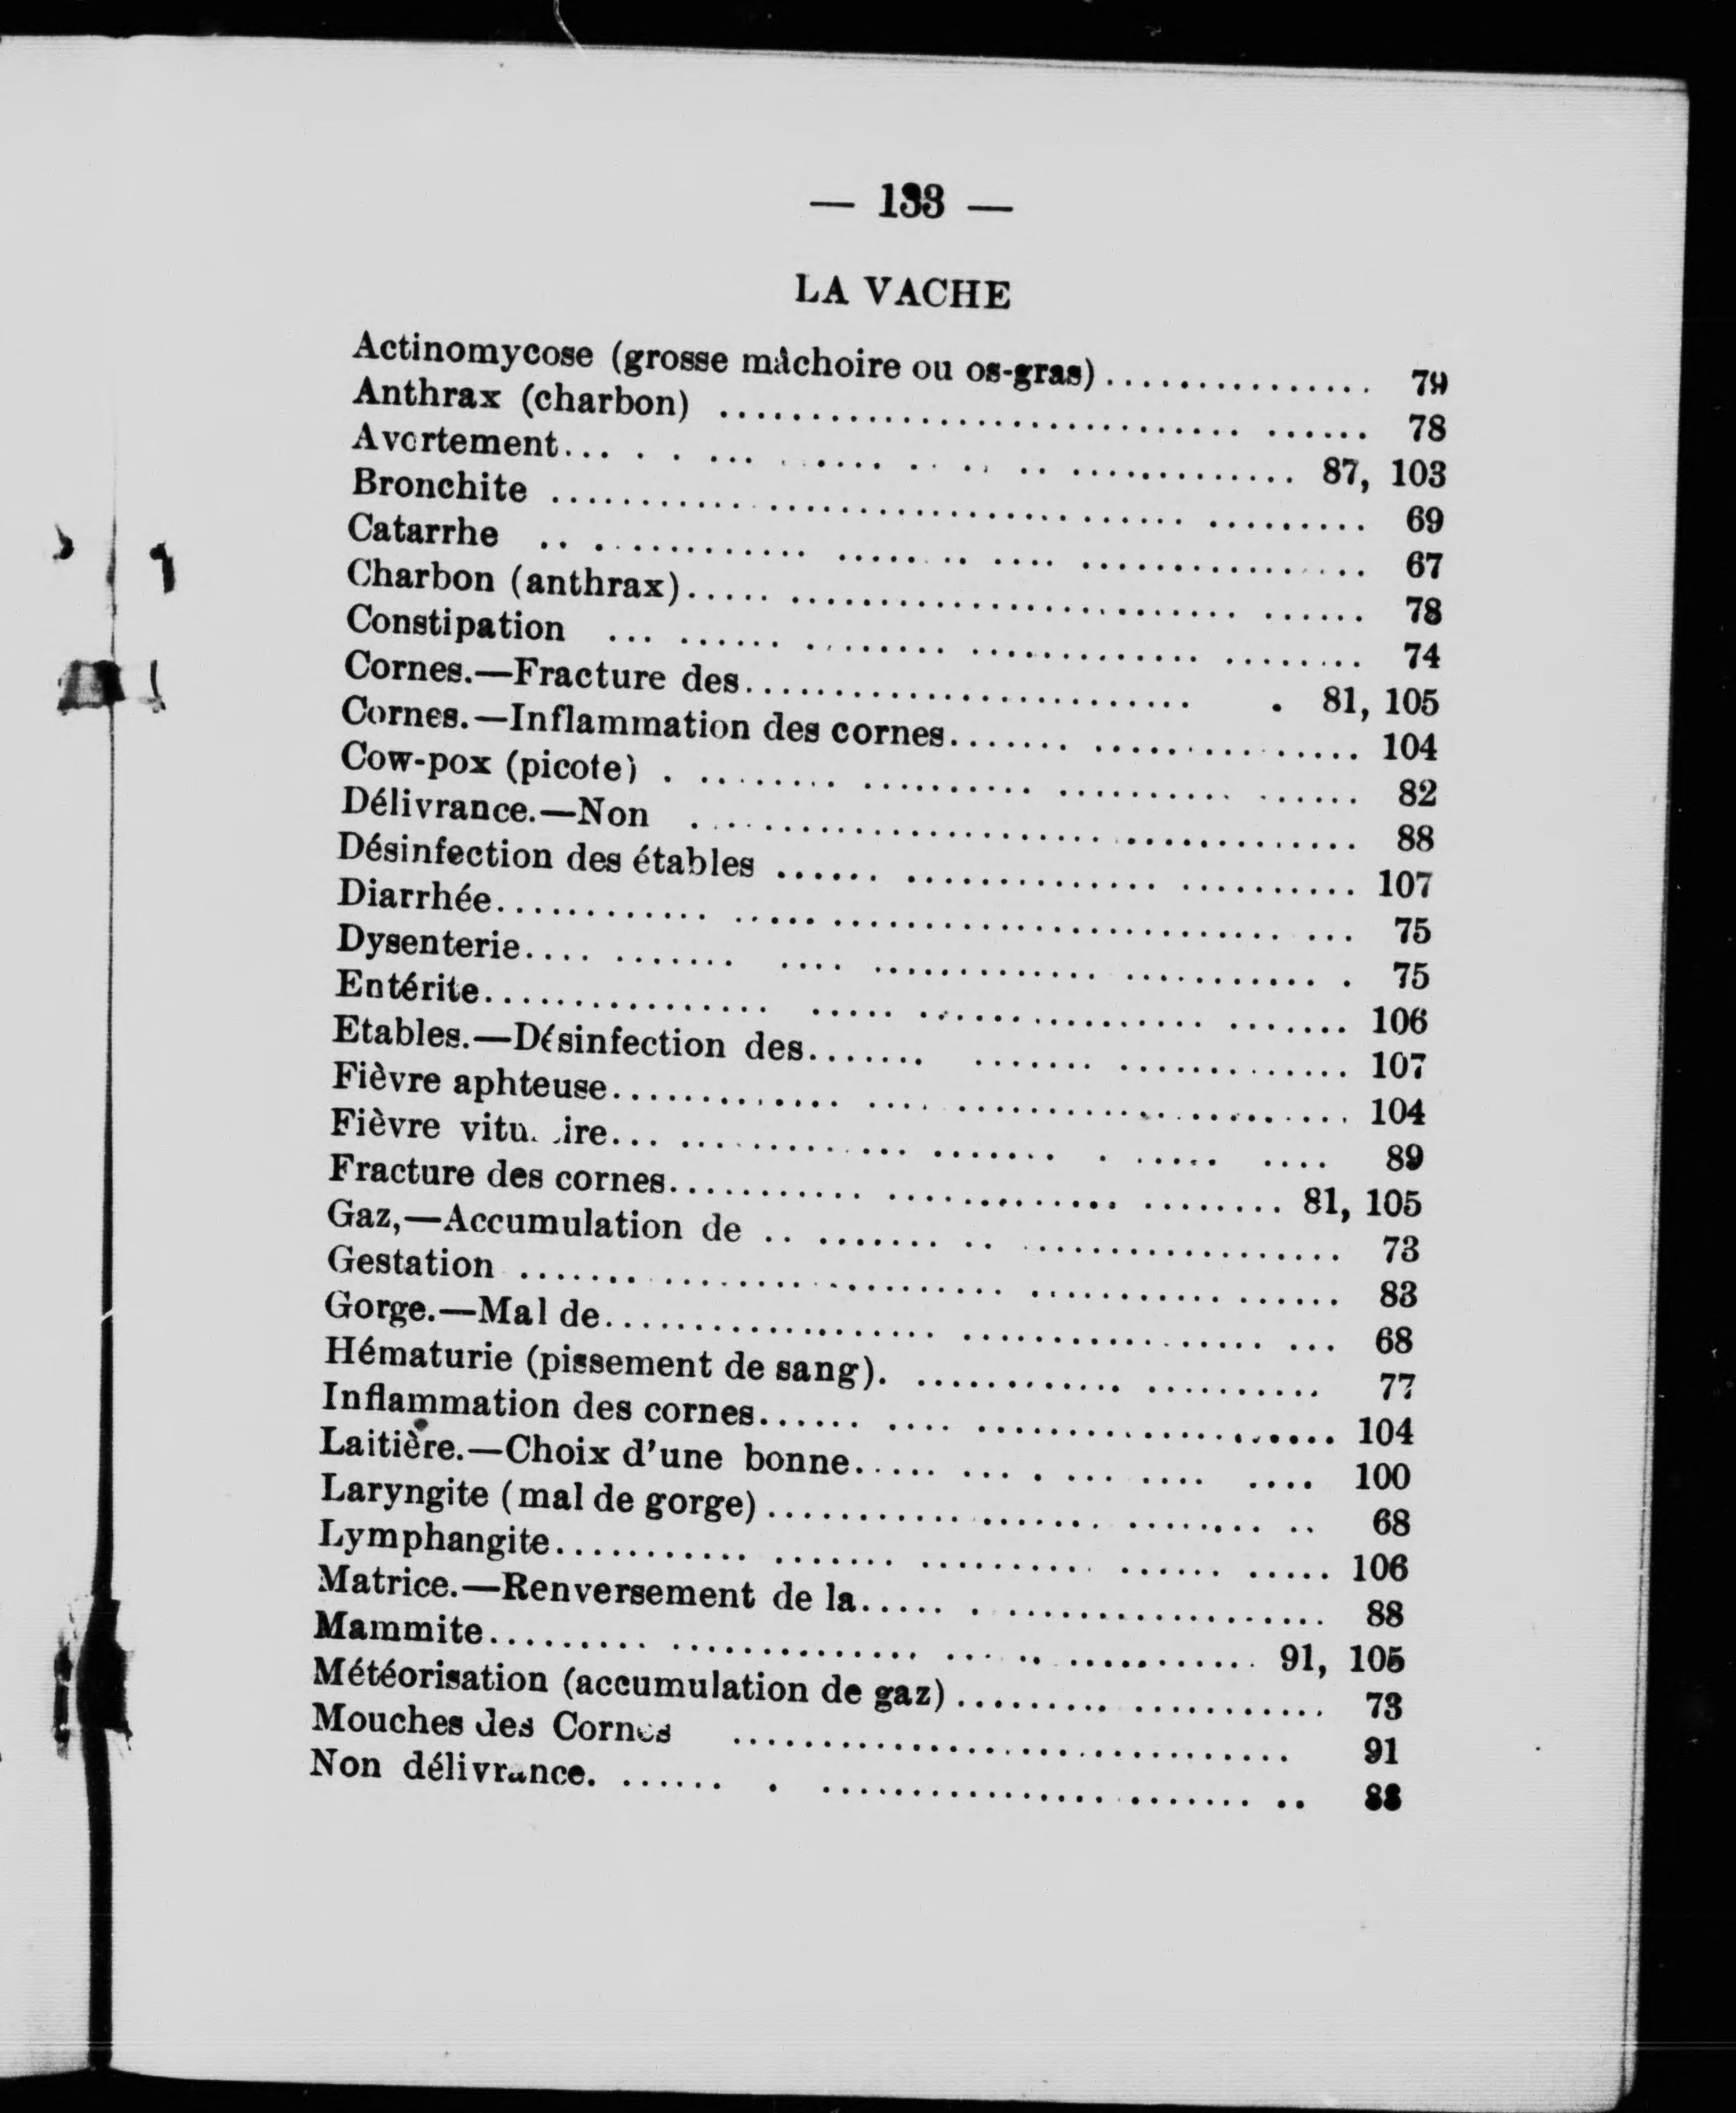 — 133 —
LA VACHE
Actinomycose (grosse mâchoire ou os-gras) ............... 79
Anthrax (charbon) ................................... 78
Avortement................................... 87, 103
Bronchite ................................... 69
Catarrhe ................................... 67
Charbon (anthrax)................................... 78
Constipation ................................... 74
Cornes.—Fracture des......................... . 81, 105
Cornes.—Inflammation des cornes....................... 104
Cow-pox (picote) ................................... 82
Délivrance.—Non ................................... 88
Désinfection des étables .............................. 107
Diarrhée................................... 75
Dysenterie................................... 75
Entérite................................... 106
Etables.—Désinfection des............................ 107
Fièvre aphteuse................................... 104
Fièvre vitu. ire................................... 89
Fracture des cornes................................ 81, 105
Gaz,—Accumulation de .............................. 73
Gestation ................................... 83
Gorge.—Mal de................................... 68
Hématurie (pissement de sang). ....................... 77
Inflammation des cornes............................ 104
Laitière.—Choix d'une bonne......................... 100
Laryngite (mal de gorge) ............................ 68
Lymphangite................................... 106
Matrice.—Renversement de la......................... 88
Mammite................................... 91, 105
Météorisation (accumulation de gaz) .................... 73
Mouches des Cornes ............................... 91
Non délivrance. ................................... 88